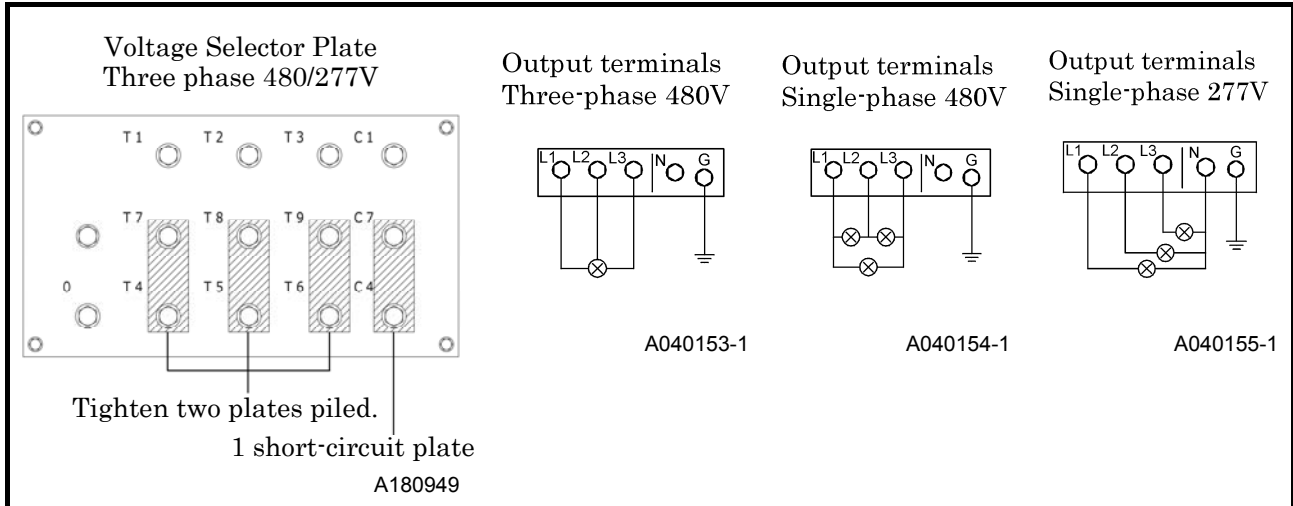 Voltage Selector Plate
Three phase 480/277V
T1 T2 T3 C1
T7 T8 T9 C7
0 T4 T5 T6 C4
Tighten two plates piled.
1 short-circuit plate
A180949
Output terminals
Three-phase 480V
L1 L2 L3 N G
A040153-1
Output terminals
Single-phase 480V
L1 L2 L3 N G
A040154-1
Output terminals
Single-phase 277V
L1 L2 L3 N G
A040155-1